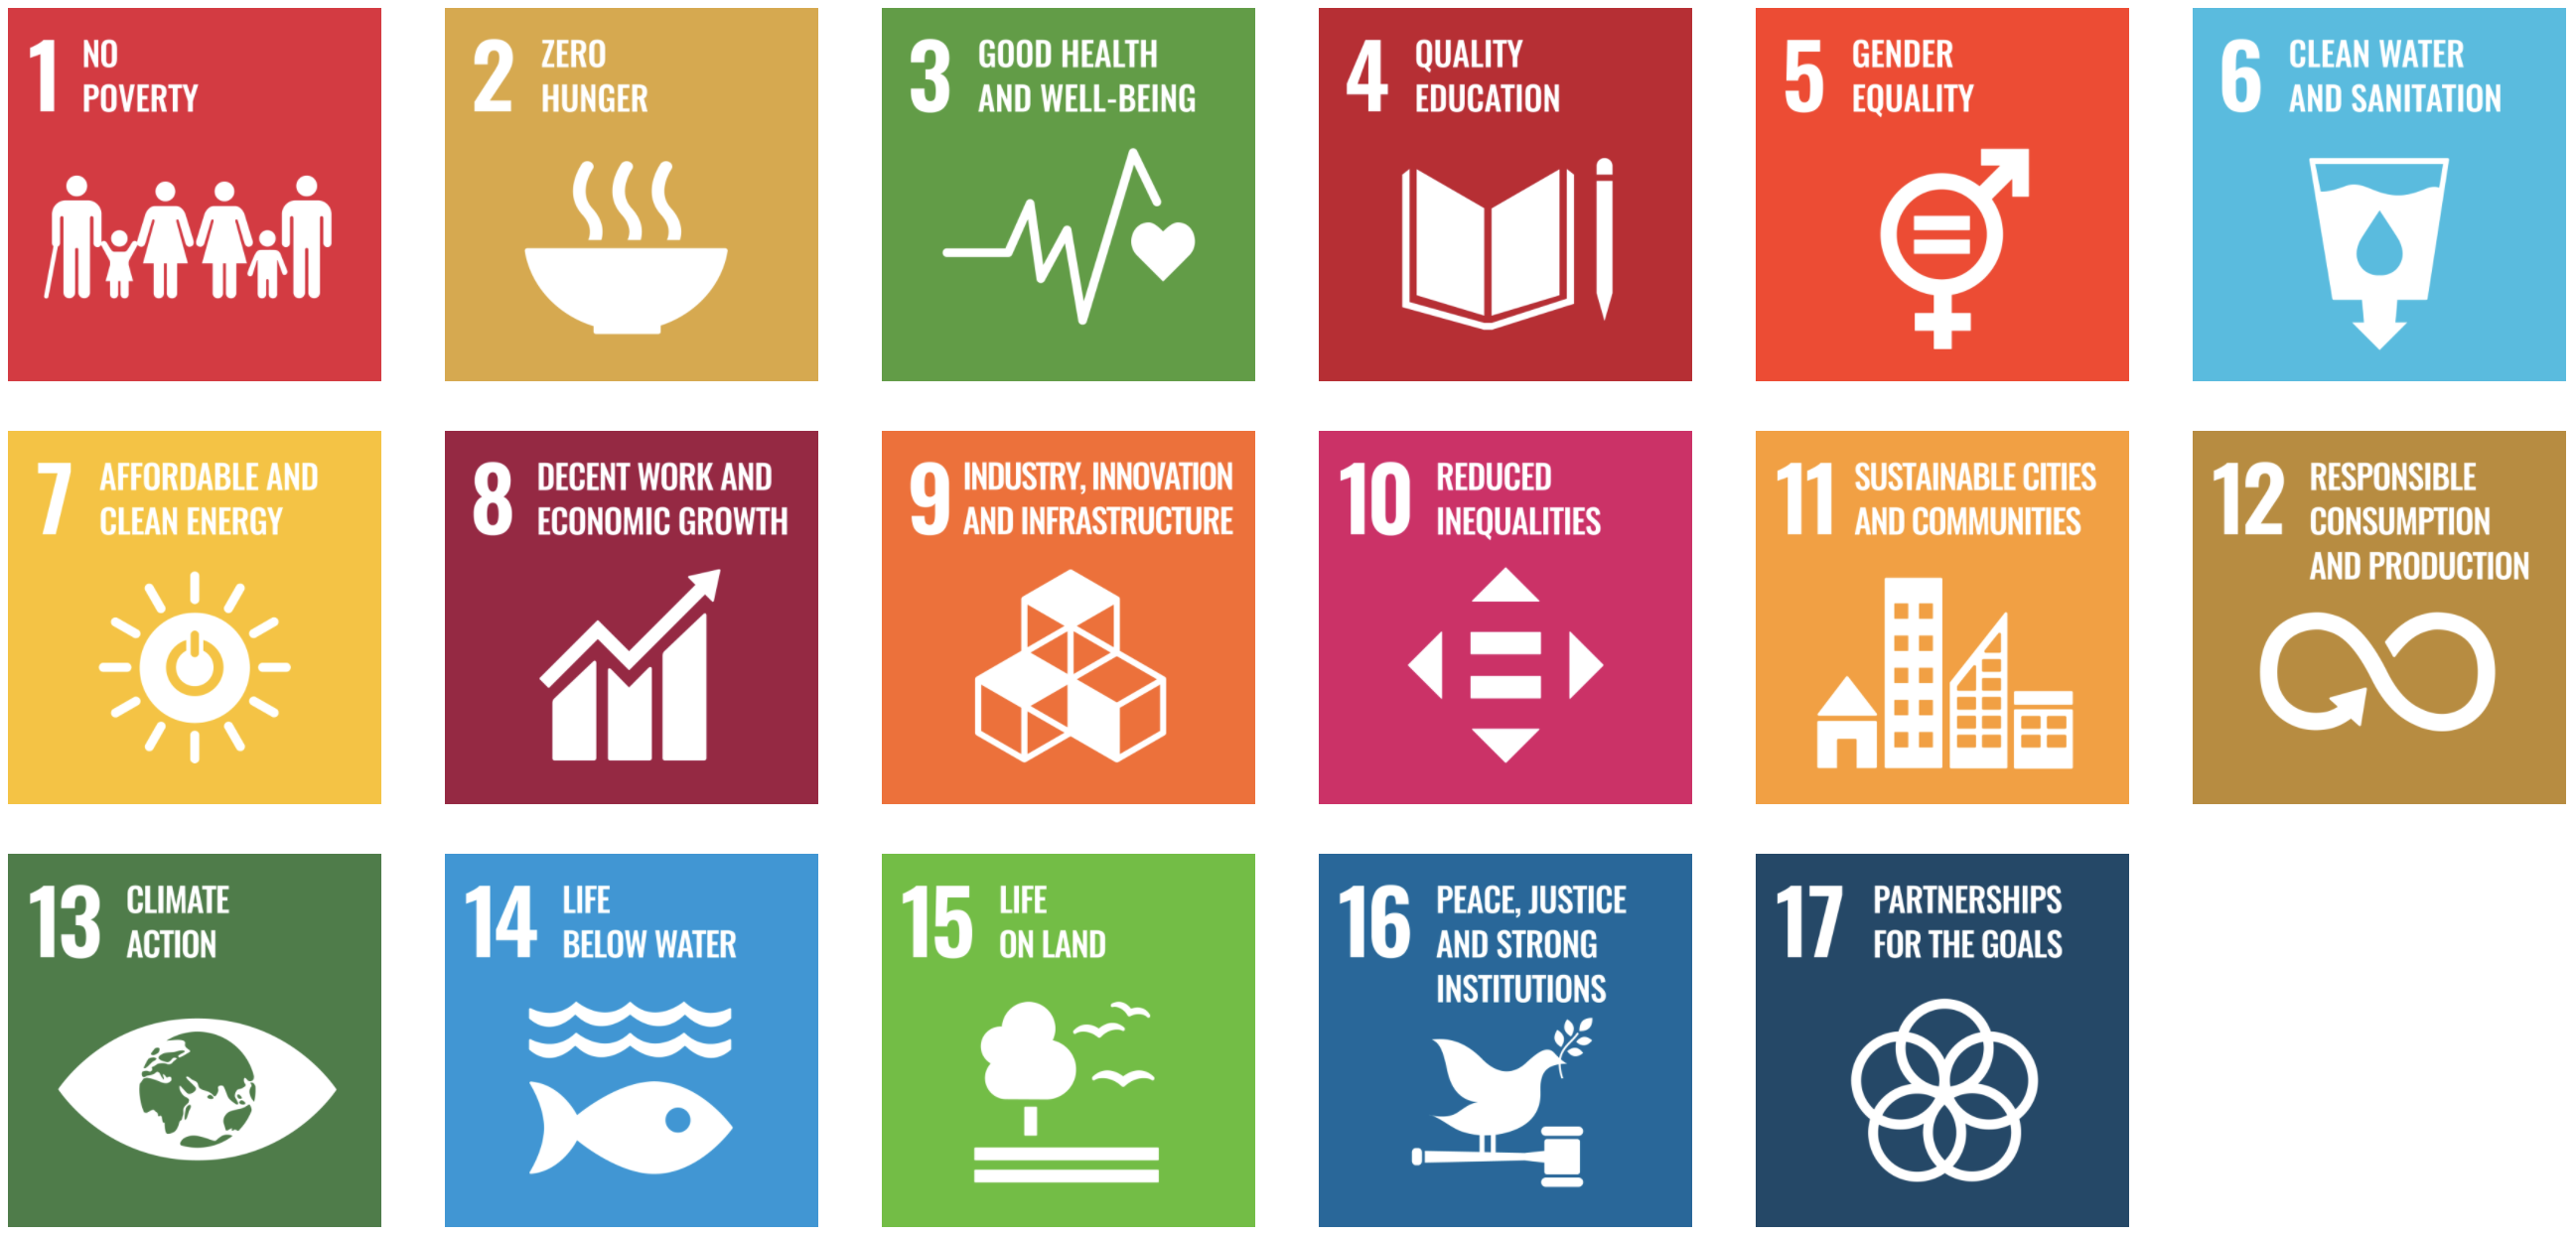 1 NO
POVERTY
2 ZERO
HUNGER
3 GOOD HEALTH
AND WELL-BEING
4 QUALITY
EDUCATION
5 GENDER
EQUALITY
6 CLEAN WATER
AND SANITATION
7 AFFORDABLE AND
CLEAN ENERGY
8 DECENT WORK AND
ECONOMIC GROWTH
9 INDUSTRY, INNOVATION
AND INFRASTRUCTURE
10 REDUCED
INEQUALITIES
11 SUSTAINABLE CITIES
AND COMMUNITIES
12 RESPONSIBLE
CONSUMPTION
AND PRODUCTION
13 CLIMATE
ACTION
14 LIFE
BELOW WATER
15 LIFE
ON LAND
16 PEACE, JUSTICE
AND STRONG
INSTITUTIONS
17 PARTNERSHIPS
FOR THE GOALS